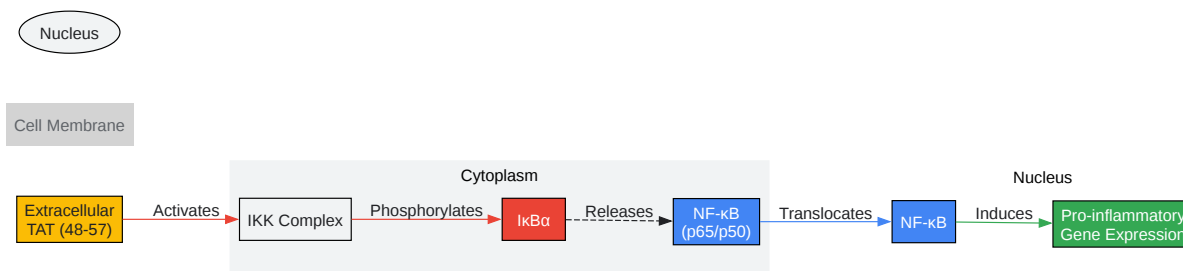 Nucleus
Cell Membrane
Cytoplasm
Nucleus
Extracellular
TAT (48-57)
Activates
IKK Complex
Phosphorylates
IκBα
Releases
NF-κB
(p65/p50)
Translocates
NF-κB
Induces
Pro-inflammatory
Gene Expression